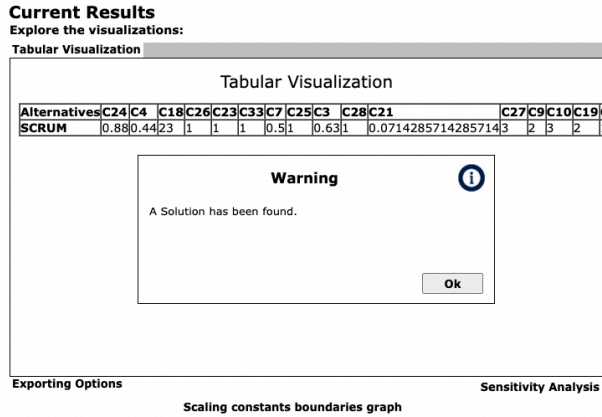 Current Results
Explore the visualizations:
Tabular Visualization
Tabular Visualization
Alternatives C24 C4 C18 C26 C23 C33 C7 C25 C3 C28 C21 C27 C9 C10 C19
SCRUM 0.88 0.44 23 1 1 1 0.5 1 0.63 1 0.0714285714285714 3 2 3 2
Warning
A Solution has been found.
Ok
Exporting Options
Sensitivity Analysis
Scaling constants boundaries graph